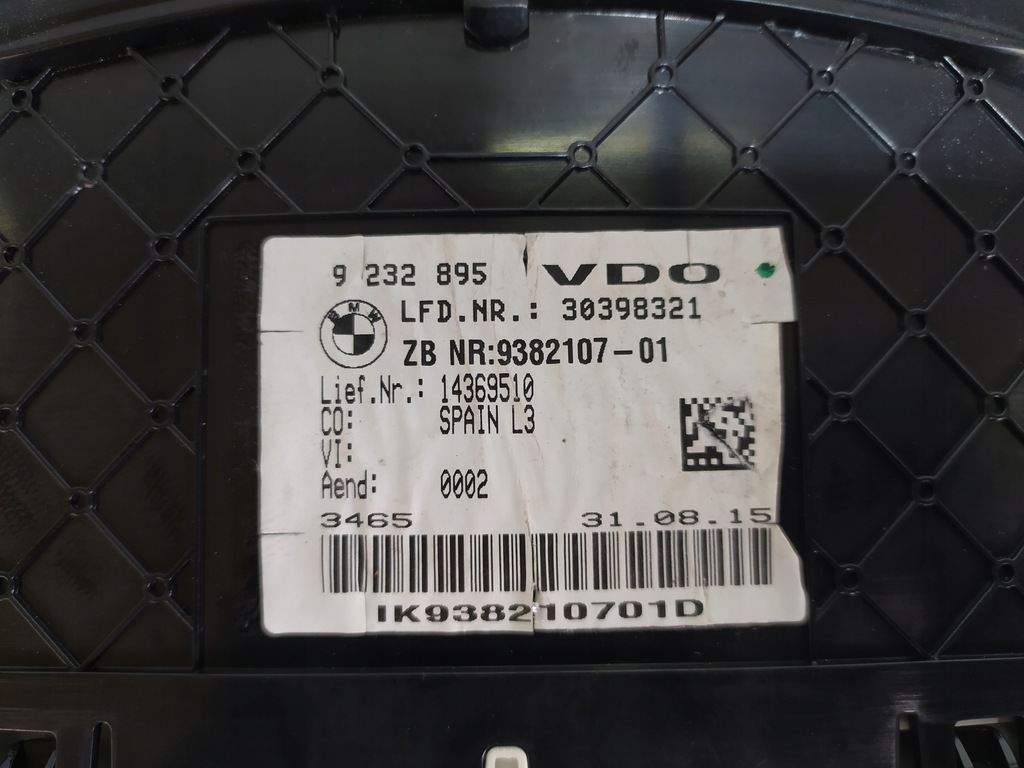 9 232 895 VDO
BMW
LFD.NR.: 30398321
ZB NR:9382107-01
Lief.Nr.: 14369510
CO: SPAIN L3
VI:
Aend: 0002
3465 31.08.15
IK938210701D